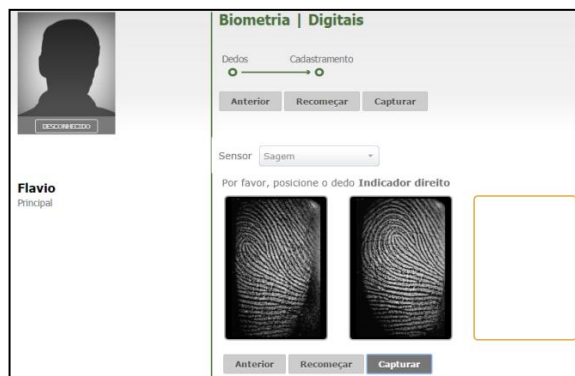 Biometria | Digitais
Dedos Cadastramento
Anterior Recomeçar Capturar
DESCONHECIDO
Sensor Sagem
Flavio
Principal
Por favor, posicione o dedo Indicador direito
Anterior Recomeçar Capturar